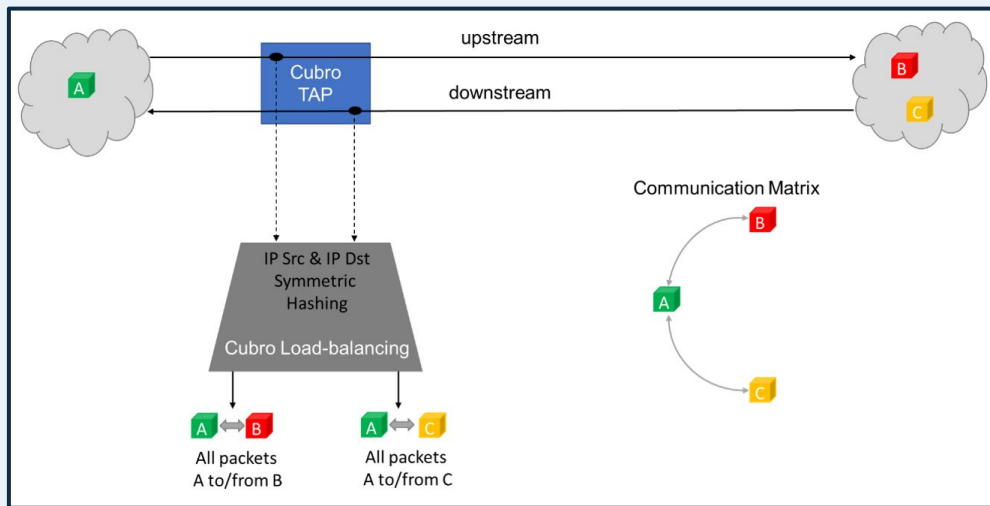 upstream
A
Cubro
TAP
B
downstream
C
Communication Matrix
B
IP Src & IP Dst
Symmetric
Hashing
A
Cubro Load-balancing
C
A B
A C
All packets
A to/from B
All packets
A to/from C